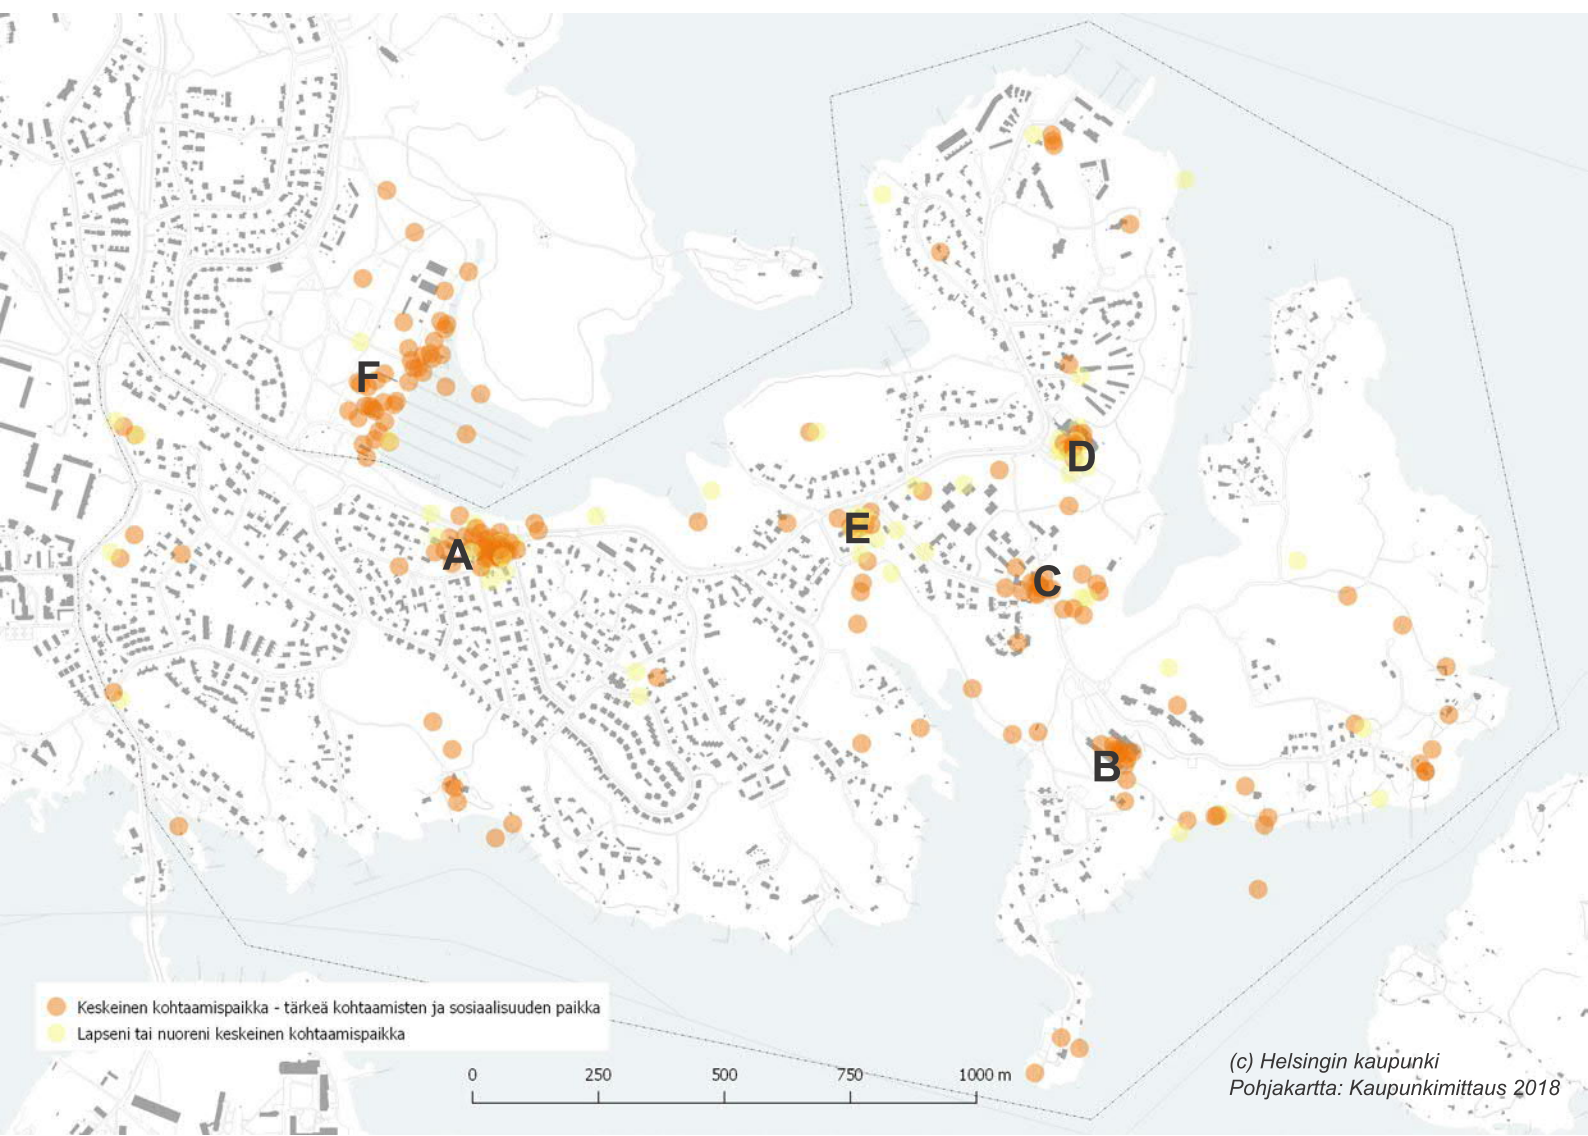 F
D
A
E
C
B
Keskeinen kohtaamispaikka - tärkeä kohtaamisten ja sosiaalisuuden paikka
Lapseni tai nuoreni keskeinen kohtaamispaikka
0 250 500 750 1000 m
(c) Helsingin kaupunki
Pohjakartta: Kaupunkimittaus 2018